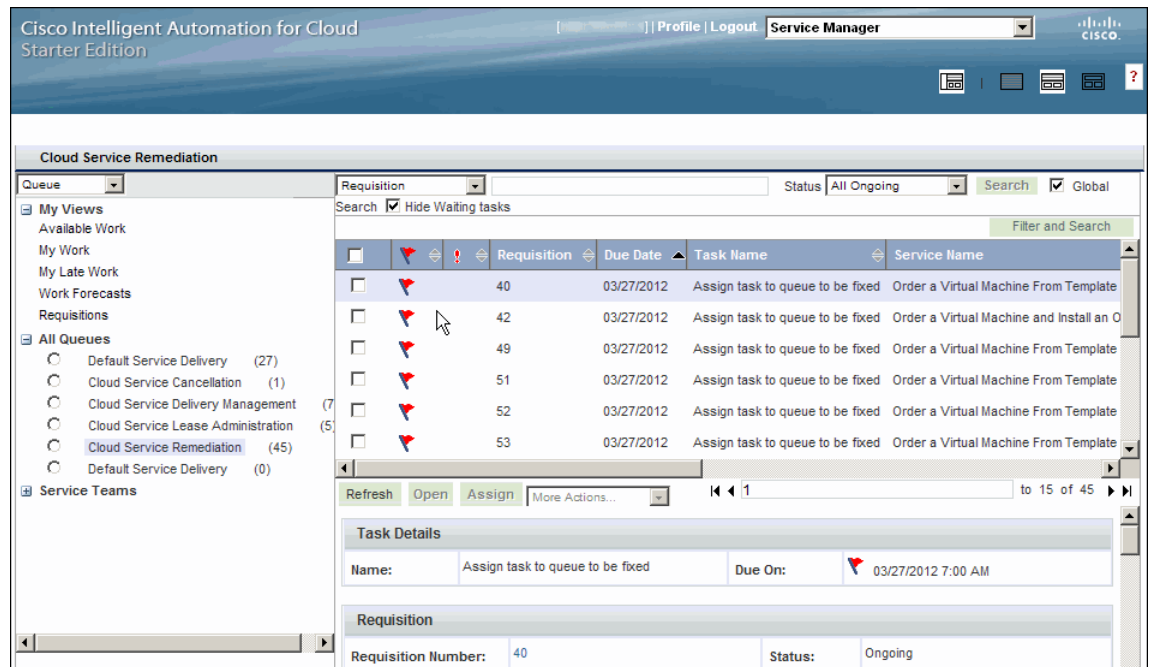 Cisco Intelligent Automation for Cloud
Starter Edition
[ ] | Profile | Logout Service Manager
CISCO.
?
Cloud Service Remediation
Queue
My Views
Available Work
My Work
My Late Work
Work Forecasts
Requisitions
All Queues
Default Service Delivery (27)
Cloud Service Cancellation (1)
Cloud Service Delivery Management (7
Cloud Service Lease Administration (5)
Cloud Service Remediation (45)
Default Service Delivery (0)
Service Teams
Requisition Status All Ongoing Search Global
Search Hide Waiting tasks
Filter and Search
! Requisition Due Date Task Name Service Name
40 03/27/2012 Assign task to queue to be fixed Order a Virtual Machine From Template
42 03/27/2012 Assign task to queue to be fixed Order a Virtual Machine and Install an O
49 03/27/2012 Assign task to queue to be fixed Order a Virtual Machine From Template
51 03/27/2012 Assign task to queue to be fixed Order a Virtual Machine From Template
52 03/27/2012 Assign task to queue to be fixed Order a Virtual Machine From Template
53 03/27/2012 Assign task to queue to be fixed Order a Virtual Machine From Template
Refresh Open Assign More Actions... 1 to 15 of 45
Task Details
Name: Assign task to queue to be fixed Due On: 03/27/2012 7:00 AM
Requisition
Requisition Number: 40 Status: Ongoing